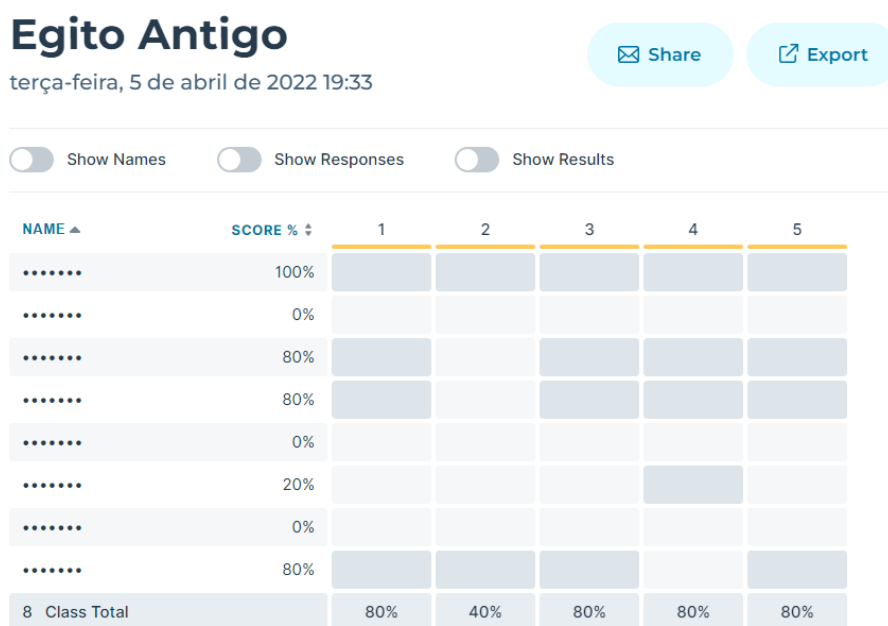 Egito Antigo
Share
Export
terça-feira, 5 de abril de 2022 19:33
Show Names Show Responses Show Results
NAME SCORE % 1 2 3 4 5
••••••• 100%
••••••• 0%
••••••• 80%
••••••• 80%
••••••• 0%
••••••• 20%
••••••• 0%
••••••• 80%
8 Class Total 80% 40% 80% 80% 80%